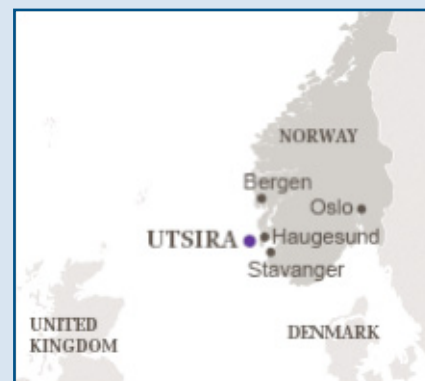 NORWAY
Bergen
Oslo
UTSIRA
Haugesund
Stavanger
UNITED
KINGDOM
DENMARK